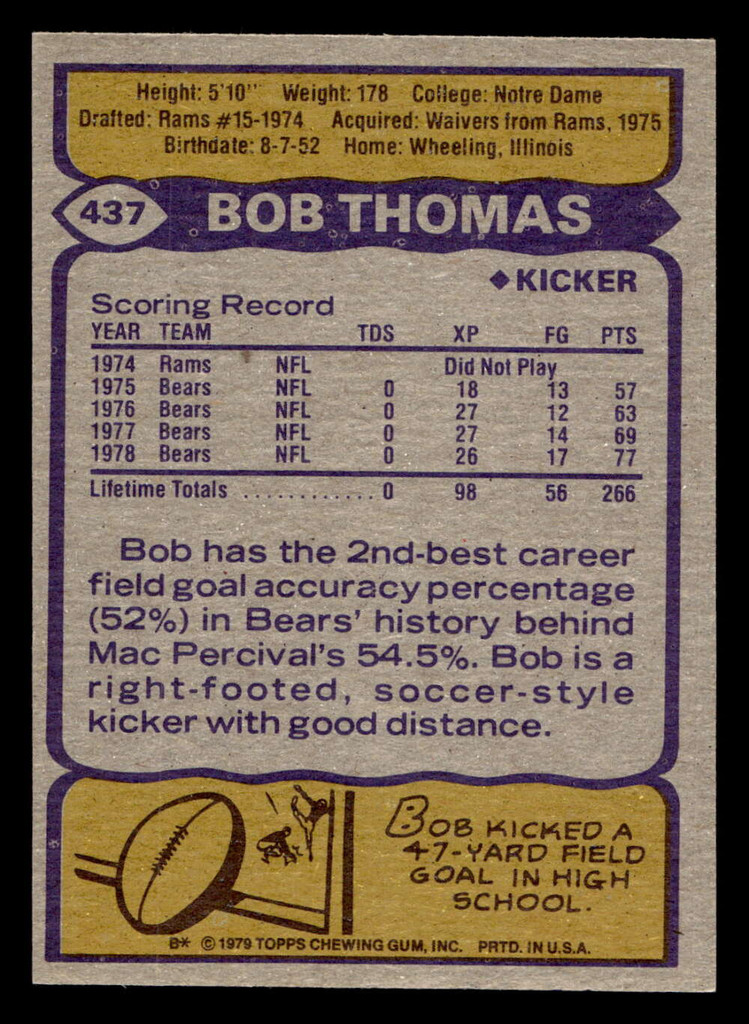 Height: 5'10" Weight: 178 College: Notre Dame
Drafted: Rams #15-1974 Acquired: Waivers from Rams, 1975
Birthdate: 8-7-52 Home: Wheeling, Illinois
437 BOB THOMAS
◆ KICKER
Scoring Record
YEAR TEAM TDS XP FG PTS
1974 Rams NFL Did Not Play
1975 Bears NFL 0 18 13 57
1976 Bears NFL 0 27 12 63
1977 Bears NFL 0 27 14 69
1978 Bears NFL 0 26 17 77
Lifetime Totals ............ 0 98 56 266
Bob has the 2nd-best career
field goal accuracy percentage
(52%) in Bears' history behind
Mac Percival's 54.5%. Bob is a
right-footed, soccer-style
kicker with good distance.
BOB KICKED A
47-YARD FIELD
GOAL IN HIGH
SCHOOL.
B* © 1979 TOPPS CHEWING GUM, INC. PRTD. IN U.S.A.